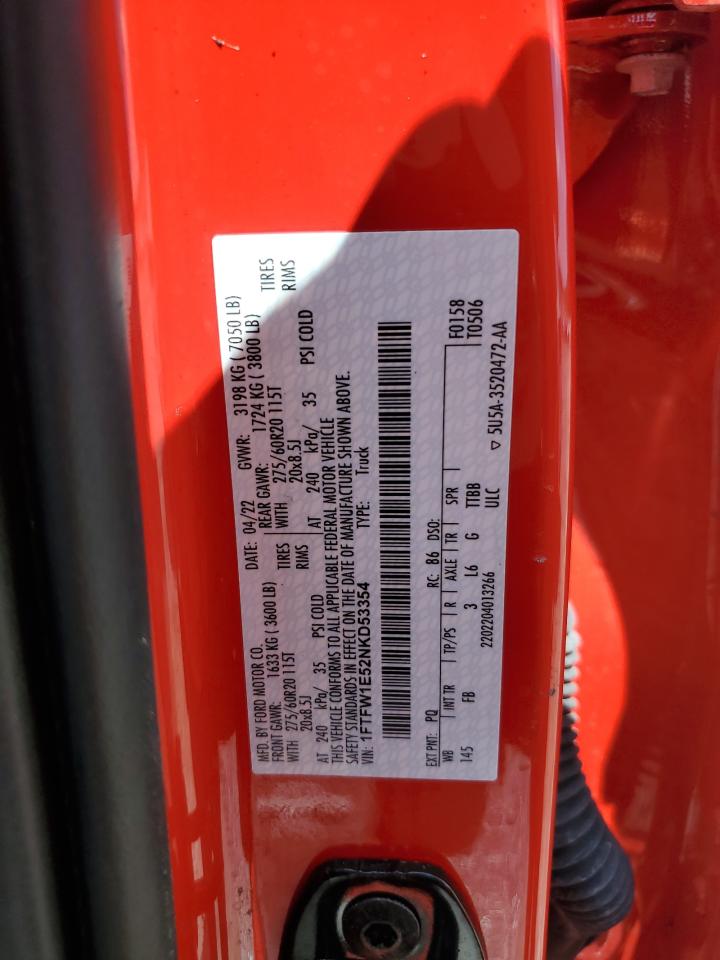 MFD. BY FORD MOTOR CO.
DATE: 04/22 GVWR: 3198 KG ( 7050 LB)
FRONT GAWR: 1633 KG ( 3600 LB) REAR GAWR: 1724 KG ( 3800 LB)
WITH 275/60R20 115T TIRES WITH 275/60R20 115T TIRES
20x8.5J RIMS 20x8.5J RIMS
AT 240 kPa/ 35 PSI COLD AT 240 kPa/ 35 PSI COLD
THIS VEHICLE CONFORMS TO ALL APPLICABLE FEDERAL MOTOR VEHICLE
SAFETY STANDARDS IN EFFECT ON THE DATE OF MANUFACTURE SHOWN ABOVE.
VIN: 1FTFW1E52NKD53354 TYPE: Truck
F0158
EXT PNT: PQ RC: 86 DSO: T0506
WB INT TR TP/PS R AXLE TR SPR
145 FB 3 L6 G TTBB
2202204013266 ULC ▽ 5U5A-3520472-AA